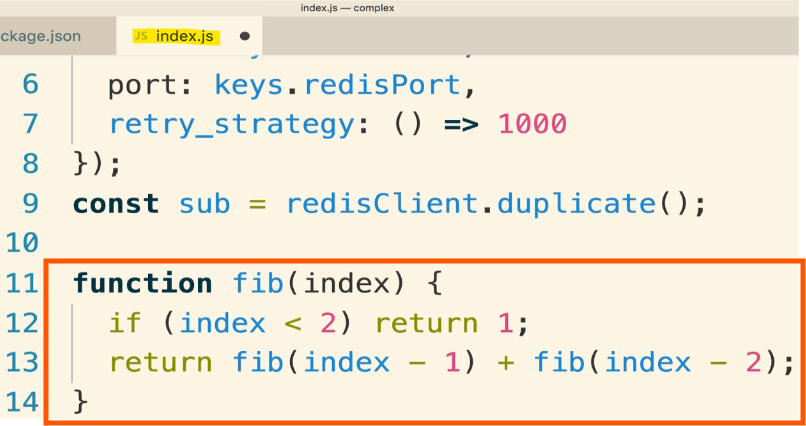 index.js — complex
ckage.json JS index.js
6 port: keys.redisPort,
7 retry_strategy: () => 1000
8 });
9 const sub = redisClient.duplicate();
10
11 function fib(index) {
12 if (index < 2) return 1;
13 return fib(index - 1) + fib(index - 2);
14 }